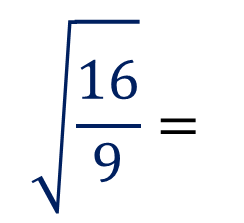 √(16/9) =